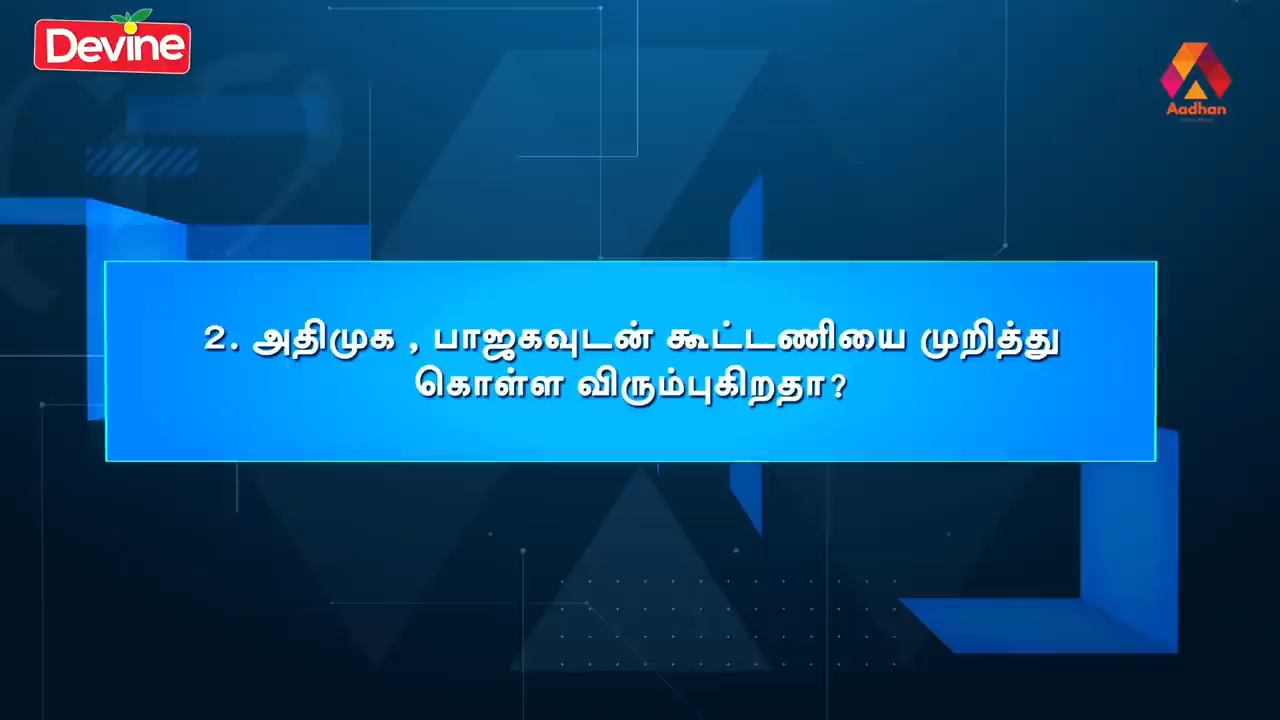 Devine
Aadhan
2. அதிமுக , பாஜகவுடன் கூட்டணியை முறித்து
கொள்ள விரும்புகிறதா?